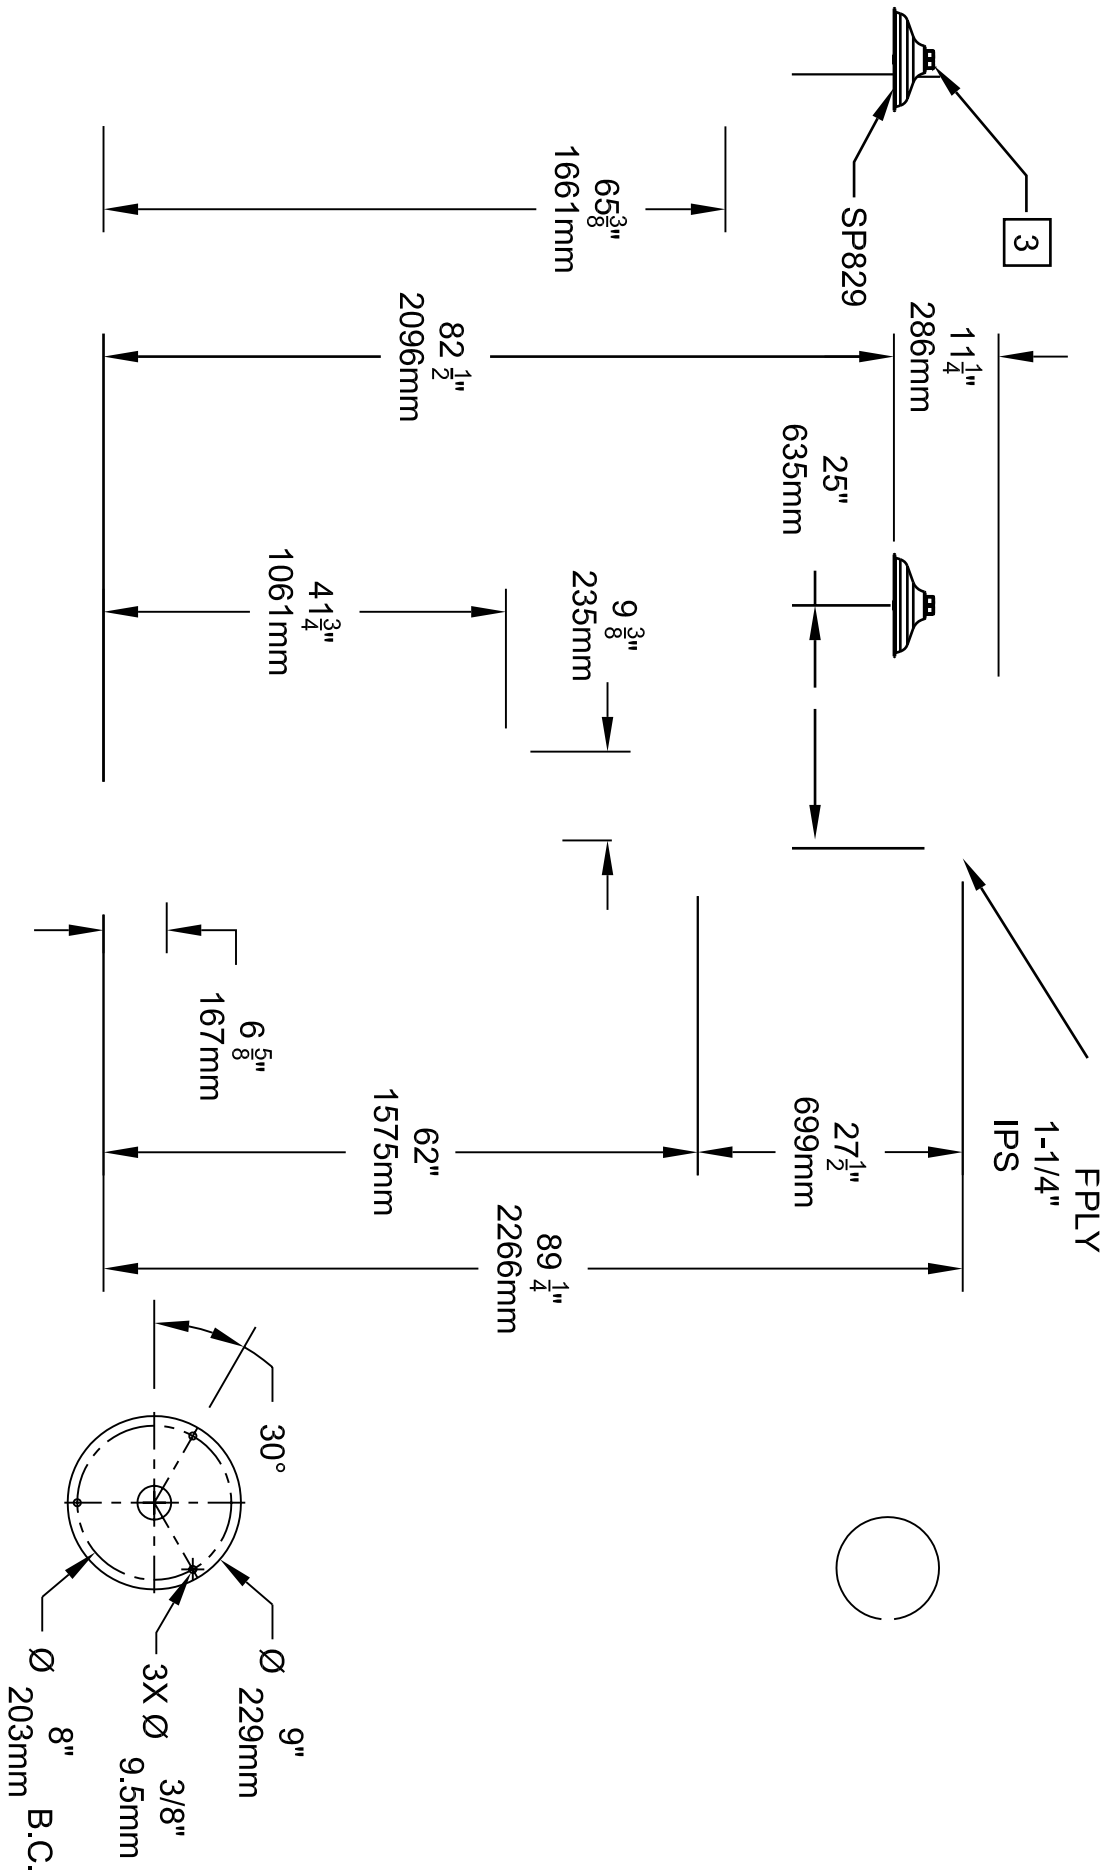 3
SP829
11 1/4"
286mm
65 3/8"
1661mm
82 1/2"
2096mm
25"
635mm
41 3/4"
1061mm
9 3/8"
235mm
6 5/8"
167mm
FPLY
1-1/4"
IPS
27 1/2"
699mm
62"
1575mm
89 1/4"
2266mm
30°
Ø 9"
229mm
3X Ø 3/8"
9.5mm
Ø 8"
203mm B.C.